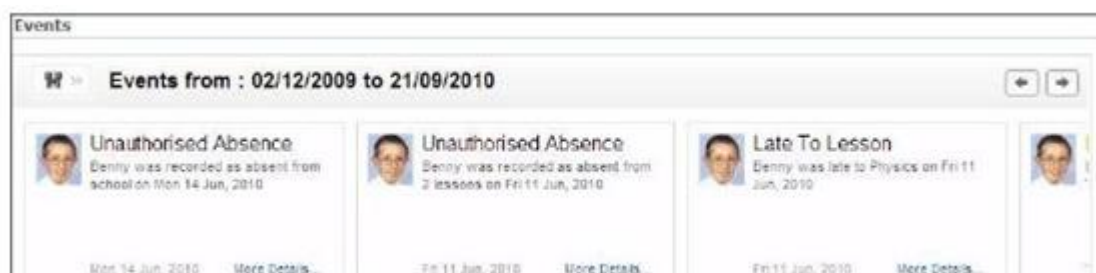 Events
Events from : 02/12/2009 to 21/09/2010
Unauthorised Absence
Benny was recorded as absent from
school on Mon 14 Jun, 2010
Mon 14 Jun, 2010 More Details...
Unauthorised Absence
Benny was recorded as absent from
2 lessons on Fri 11 Jun, 2010
Fri 11 Jun, 2010 More Details...
Late To Lesson
Benny was late to Physics on Fri 11
Jun, 2010
Fri 11 Jun, 2010 More Details...